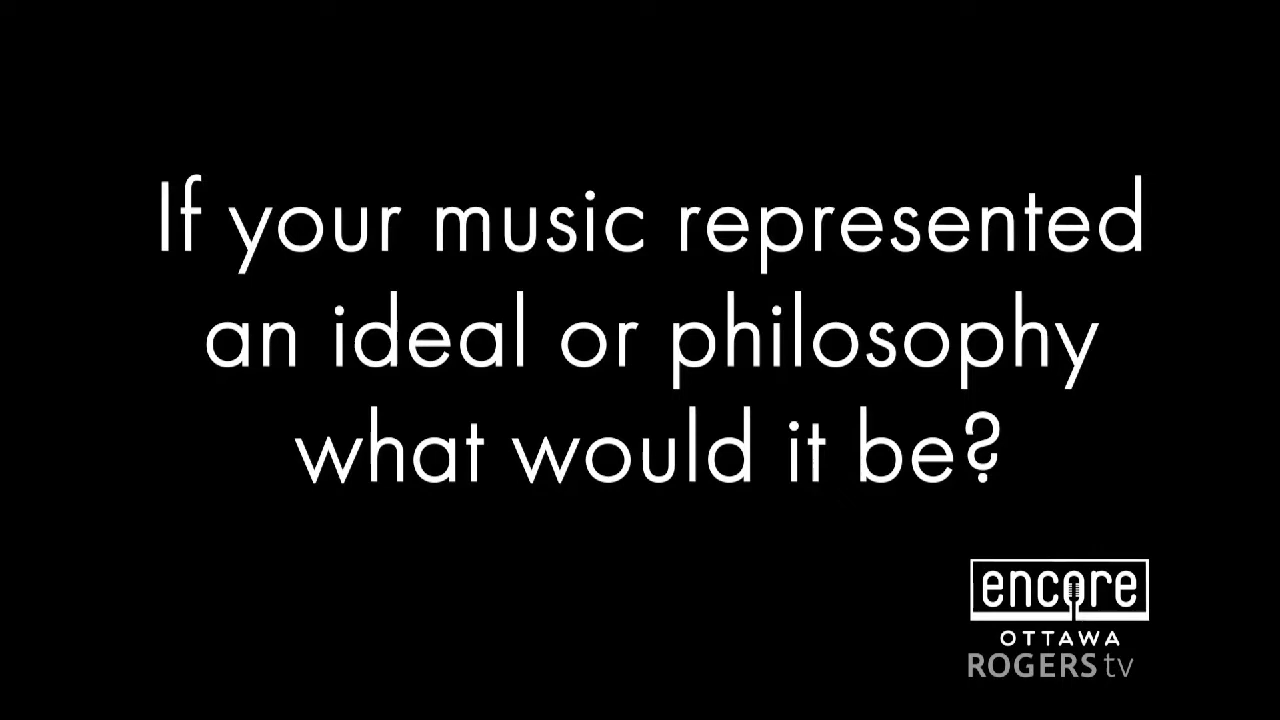 If your music represented
an ideal or philosophy
what would it be?
encore
OTTAWA
ROGERS tv